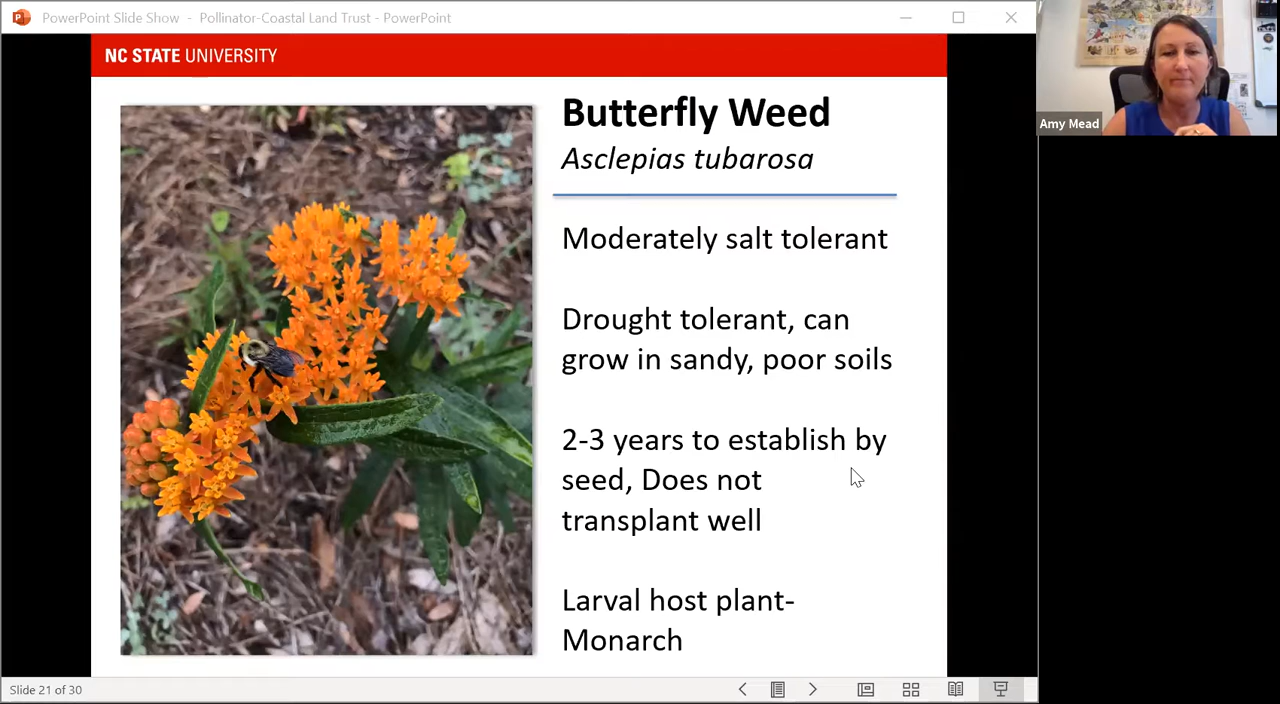 PowerPoint Slide Show - Pollinator-Coastal Land Trust - PowerPoint
NC STATE UNIVERSITY
Butterfly Weed
Asclepias tubarosa
Moderately salt tolerant
Drought tolerant, can
grow in sandy, poor soils
2-3 years to establish by
seed, Does not
transplant well
Larval host plant-
Monarch
Amy Mead
Slide 21 of 30